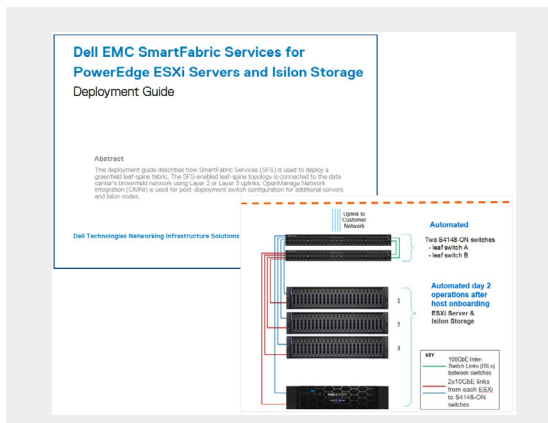 Dell EMC SmartFabric Services for
PowerEdge ESXi Servers and Isilon Storage
Deployment Guide
Abstract
This deployment guide describes how SmartFabric Services (SFS) is used to deploy a
greenfield leaf-spine fabric. The SFS-enabled leaf-spine topology is connected to the data
center's brownfield network using Layer 2 or Layer 3 uplinks. OpenManage Network
Integration (OMNI) is used for post deployment switch configuration for additional servers
and Isilon nodes.
Dell Technologies Networking Infrastructure Solutions
Uplink to
Customer
Network
Automated
Two S4148-ON switches
- leaf switch A
- leaf switch B
Automated day 2
operations after
host onboarding
ESXi Server &
Isilon Storage
1
2
3
KEY
100GbE Inter-
Switch Links (ISLs)
between switches
2x10GbE links
from each ESXi
to S4148-ON
switches